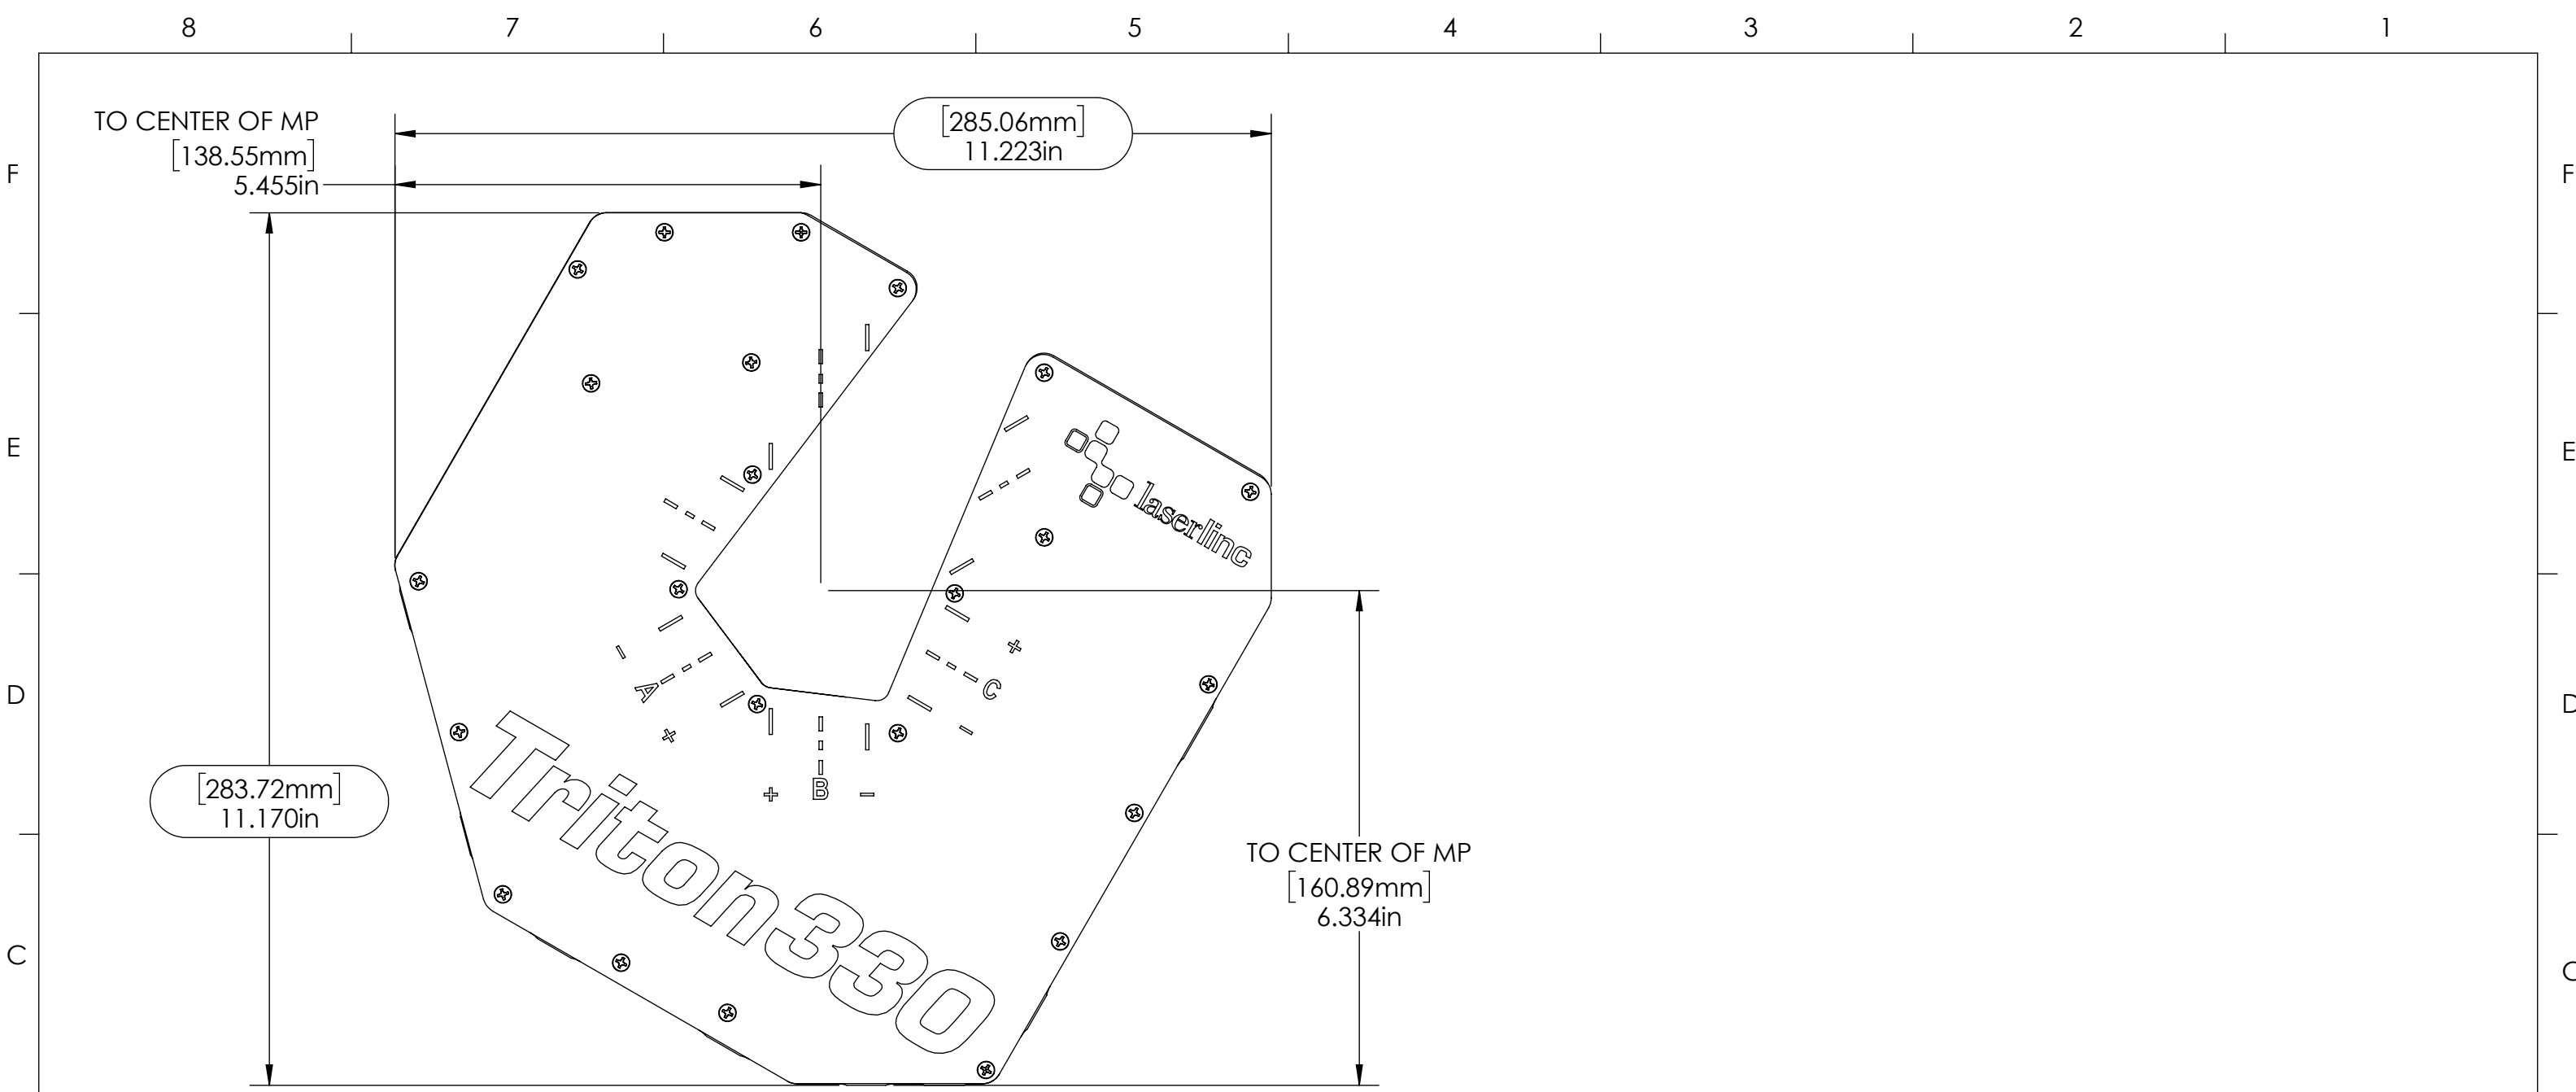 8 7 6 5 4 3 2 1
TO CENTER OF MP
[138.55mm]
5.455in
[285.06mm]
11.223in
F F
E E
laserlinc
D D
+
C
-
-
A
+
+ B -
Triton330
[283.72mm]
11.170in
TO CENTER OF MP
[160.89mm]
6.334in
C C